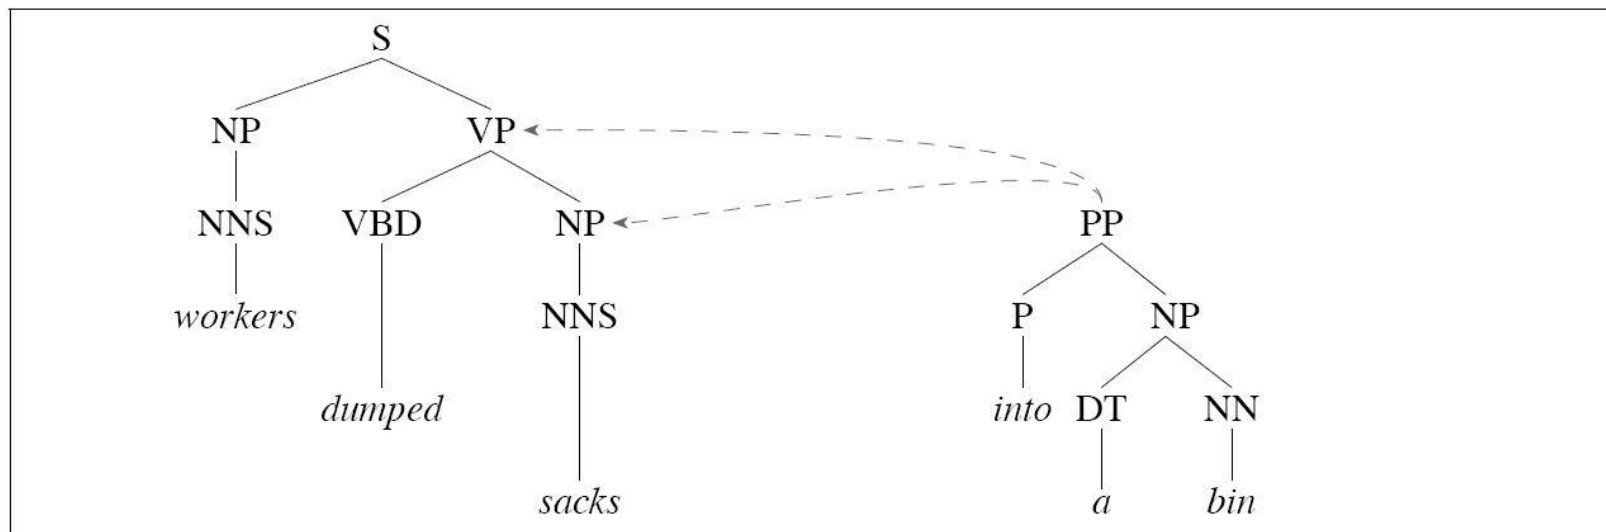 S
NP VP
NNS VBD NP PP
workers NNS P NP
dumped into DT NN
sacks a bin